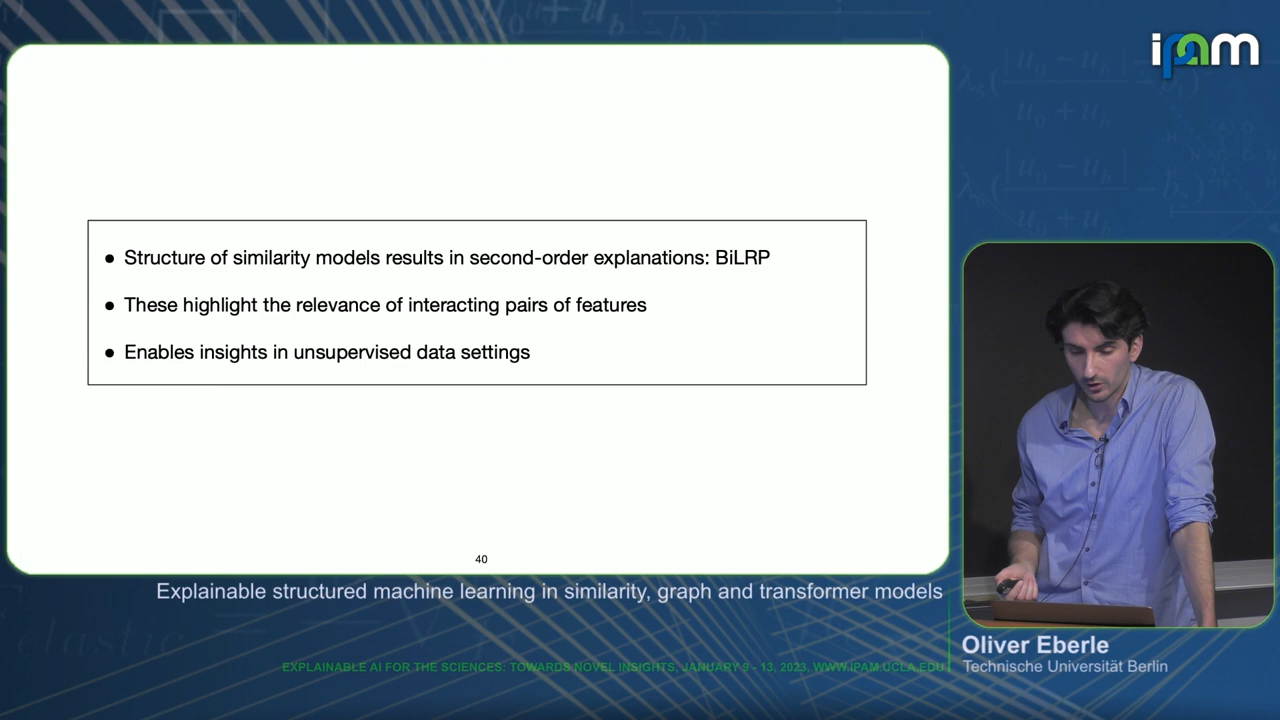 ipam
● Structure of similarity models results in second-order explanations: BiLRP
● These highlight the relevance of interacting pairs of features
● Enables insights in unsupervised data settings
40
Explainable structured machine learning in similarity, graph and transformer models
Oliver Eberle
Technische Universität Berlin
EXPLAINABLE AI FOR THE SCIENCES: TOWARDS NOVEL INSIGHTS, JANUARY 9 - 13, 2023, WWW.IPAM.UCLA.EDU
elastic